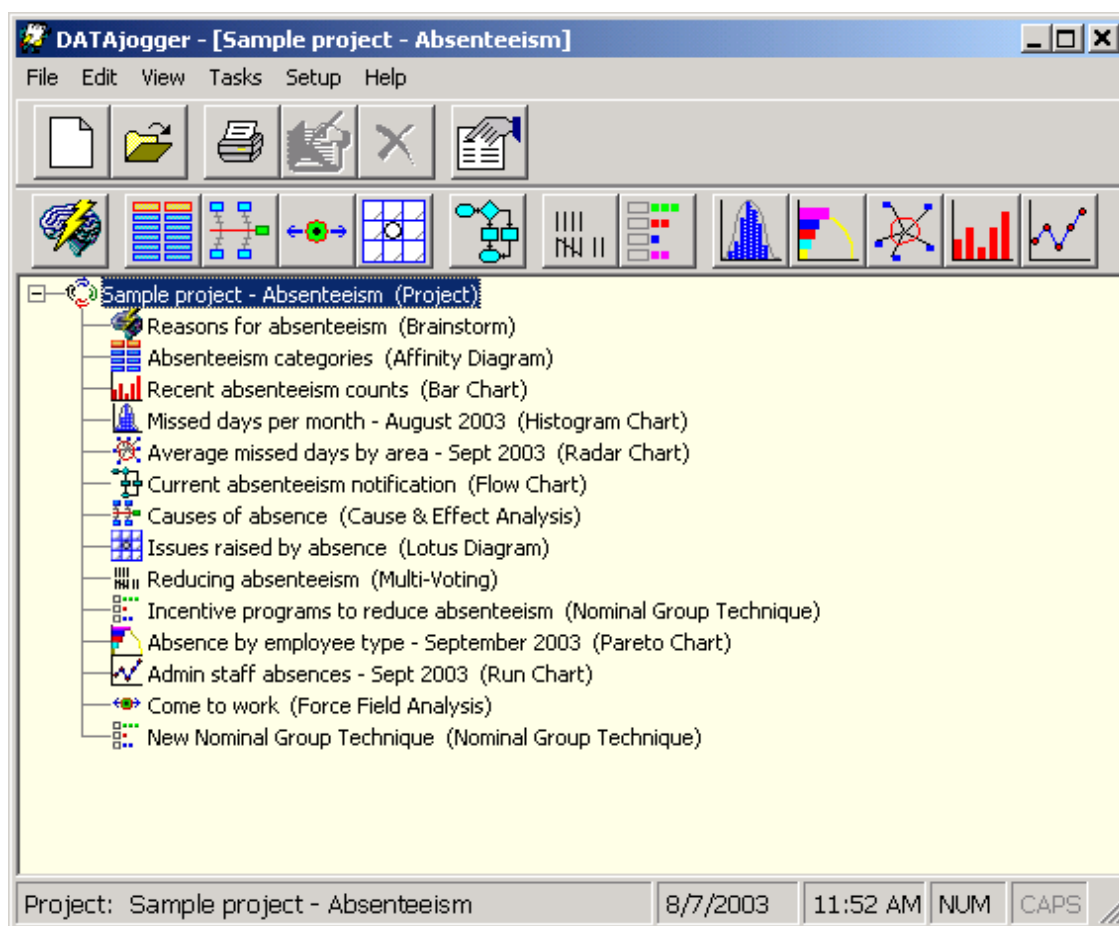 DATAjogger - [Sample project - Absenteeism]
File Edit View Tasks Setup Help
Sample project - Absenteeism (Project)
Reasons for absenteeism (Brainstorm)
Absenteeism categories (Affinity Diagram)
Recent absenteeism counts (Bar Chart)
Missed days per month - August 2003 (Histogram Chart)
Average missed days by area - Sept 2003 (Radar Chart)
Current absenteeism notification (Flow Chart)
Causes of absence (Cause & Effect Analysis)
Issues raised by absence (Lotus Diagram)
Reducing absenteeism (Multi-Voting)
Incentive programs to reduce absenteeism (Nominal Group Technique)
Absence by employee type - September 2003 (Pareto Chart)
Admin staff absences - Sept 2003 (Run Chart)
Come to work (Force Field Analysis)
New Nominal Group Technique (Nominal Group Technique)
Project: Sample project - Absenteeism 8/7/2003 11:52 AM NUM CAPS